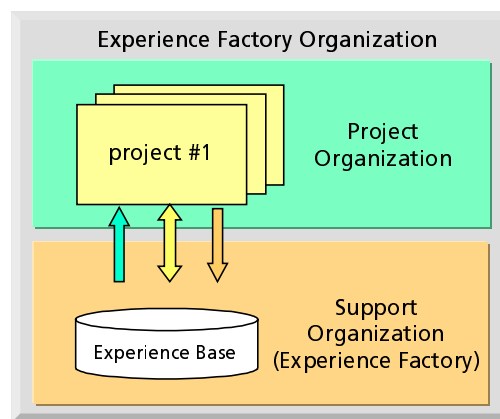 Experience Factory Organization
project #1
Project
Organization
Experience Base
Support
Organization
(Experience Factory)